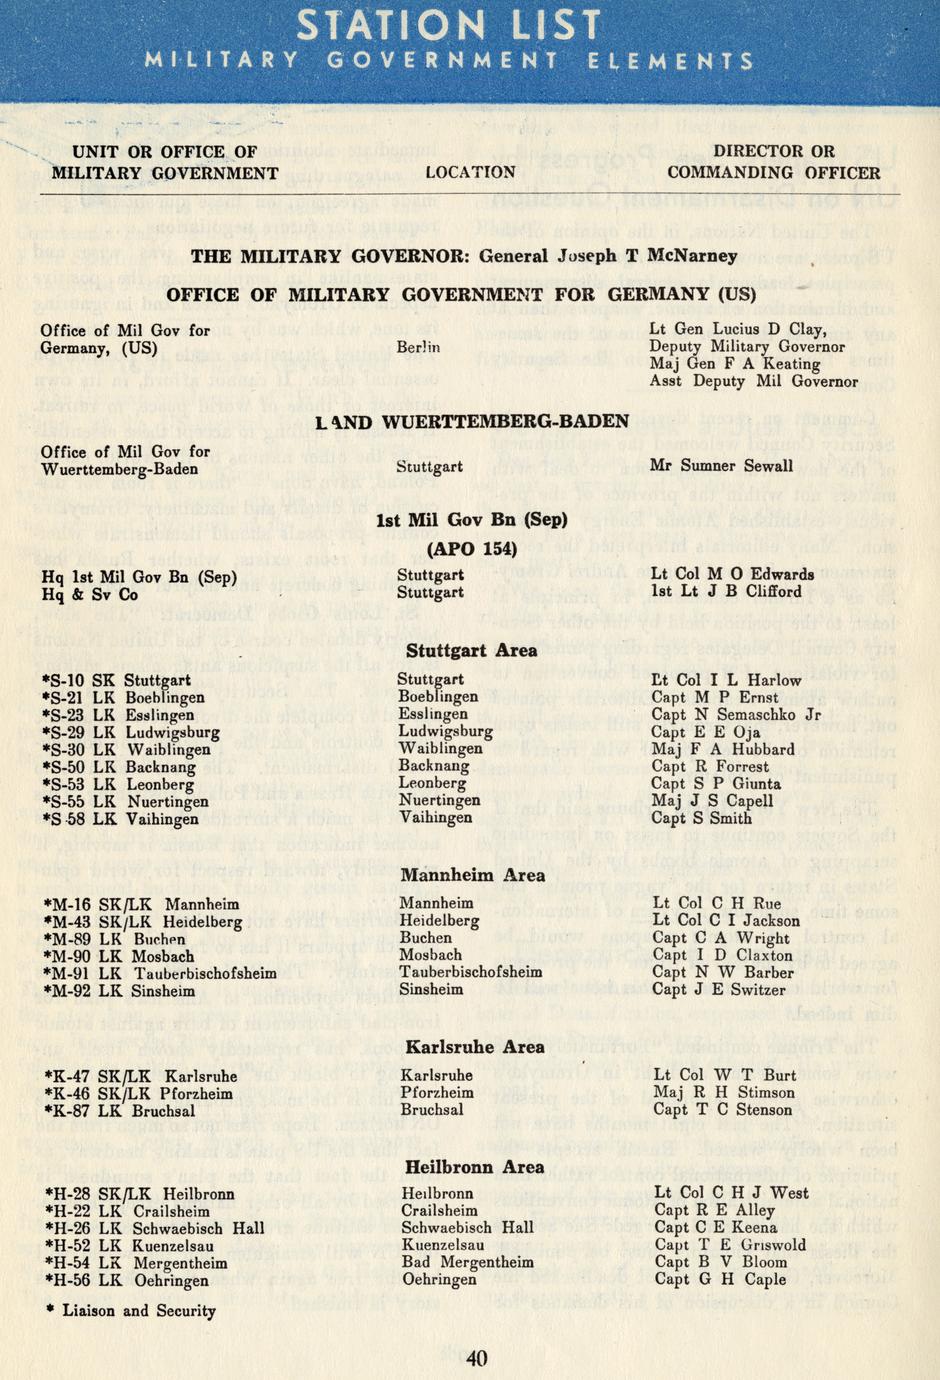 STATION LIST
MILITARY GOVERNMENT ELEMENTS
UNIT OR OFFICE OF
MILITARY GOVERNMENT
LOCATION
DIRECTOR OR
COMMANDING OFFICER
THE MILITARY GOVERNOR: General Joseph T McNarney
OFFICE OF MILITARY GOVERNMENT FOR GERMANY (US)
Office of Mil Gov for
Germany, (US) Berlin
Lt Gen Lucius D Clay,
Deputy Military Governor
Maj Gen F A Keating
Asst Deputy Mil Governor
LAND WUERTTEMBERG-BADEN
Office of Mil Gov for
Wuerttemberg-Baden Stuttgart Mr Sumner Sewall
1st Mil Gov Bn (Sep)
(APO 154)
Hq 1st Mil Gov Bn (Sep) Stuttgart Lt Col M O Edwards
Hq & Sv Co Stuttgart 1st Lt J B Clifford
Stuttgart Area
*S-10 SK Stuttgart Stuttgart Lt Col I L Harlow
*S-21 LK Boeblingen Boeblingen Capt M P Ernst
*S-23 LK Esslingen Esslingen Capt N Semaschko Jr
*S-29 LK Ludwigsburg Ludwigsburg Capt E E Oja
*S-30 LK Waiblingen Waiblingen Maj F A Hubbard
*S-50 LK Backnang Backnang Capt R Forrest
*S-53 LK Leonberg Leonberg Capt S P Giunta
*S-55 LK Nuertingen Nuertingen Maj J S Capell
*S-58 LK Vaihingen Vaihingen Capt S Smith
Mannheim Area
*M-16 SK/LK Mannheim Mannheim Lt Col C H Rue
*M-43 SK/LK Heidelberg Heidelberg Lt Col C I Jackson
*M-89 LK Buchen Buchen Capt C A Wright
*M-90 LK Mosbach Mosbach Capt I D Claxton
*M-91 LK Tauberbischofsheim Tauberbischofsheim Capt N W Barber
*M-92 LK Sinsheim Sinsheim Capt J E Switzer
Karlsruhe Area
*K-47 SK/LK Karlsruhe Karlsruhe Lt Col W T Burt
*K-46 SK/LK Pforzheim Pforzheim Maj R H Stimson
*K-87 LK Bruchsal Bruchsal Capt T C Stenson
Heilbronn Area
*H-28 SK/LK Heilbronn Heilbronn Lt Col C H J West
*H-22 LK Crailsheim Crailsheim Capt R E Alley
*H-26 LK Schwaebisch Hall Schwaebisch Hall Capt C E Keena
*H-52 LK Kuenzelsau Kuenzelsau Capt T E Griswold
*H-54 LK Mergentheim Bad Mergentheim Capt B V Bloom
*H-56 LK Oehringen Oehringen Capt G H Caple
* Liaison and Security
40